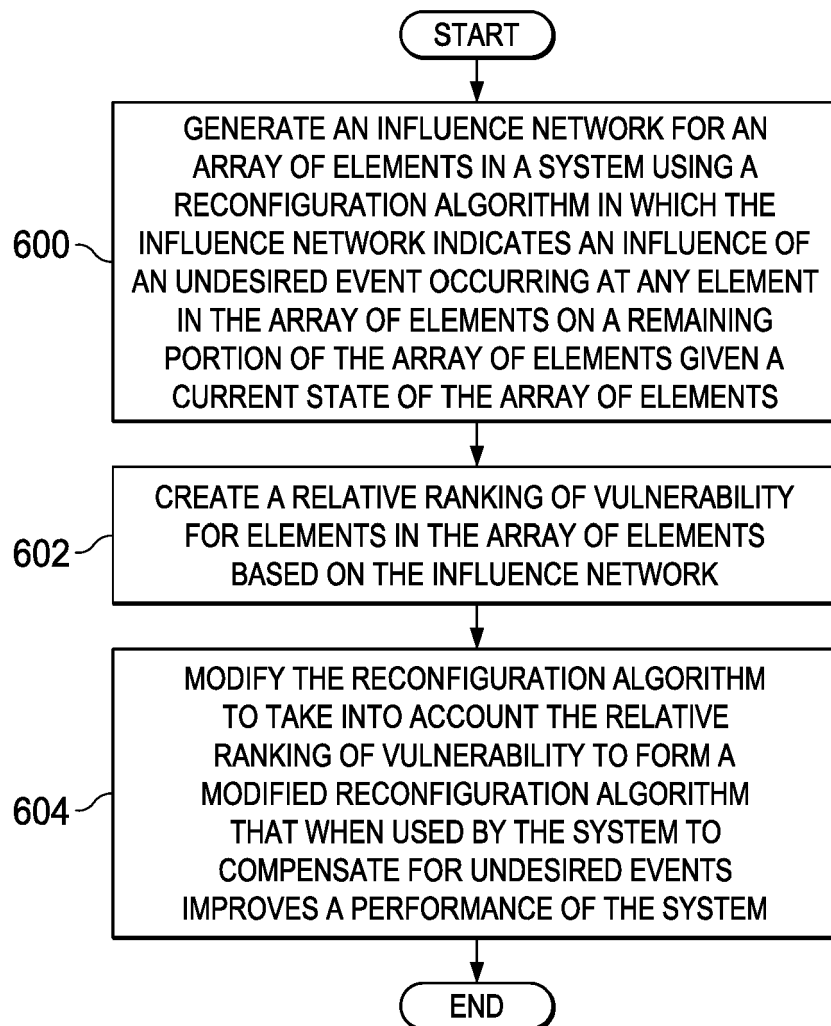 START
600
GENERATE AN INFLUENCE NETWORK FOR AN
ARRAY OF ELEMENTS IN A SYSTEM USING A
RECONFIGURATION ALGORITHM IN WHICH THE
INFLUENCE NETWORK INDICATES AN INFLUENCE OF
AN UNDESIRED EVENT OCCURRING AT ANY ELEMENT
IN THE ARRAY OF ELEMENTS ON A REMAINING
PORTION OF THE ARRAY OF ELEMENTS GIVEN A
CURRENT STATE OF THE ARRAY OF ELEMENTS
602
CREATE A RELATIVE RANKING OF VULNERABILITY
FOR ELEMENTS IN THE ARRAY OF ELEMENTS
BASED ON THE INFLUENCE NETWORK
604
MODIFY THE RECONFIGURATION ALGORITHM
TO TAKE INTO ACCOUNT THE RELATIVE
RANKING OF VULNERABILITY TO FORM A
MODIFIED RECONFIGURATION ALGORITHM
THAT WHEN USED BY THE SYSTEM TO
COMPENSATE FOR UNDESIRED EVENTS
IMPROVES A PERFORMANCE OF THE SYSTEM
END